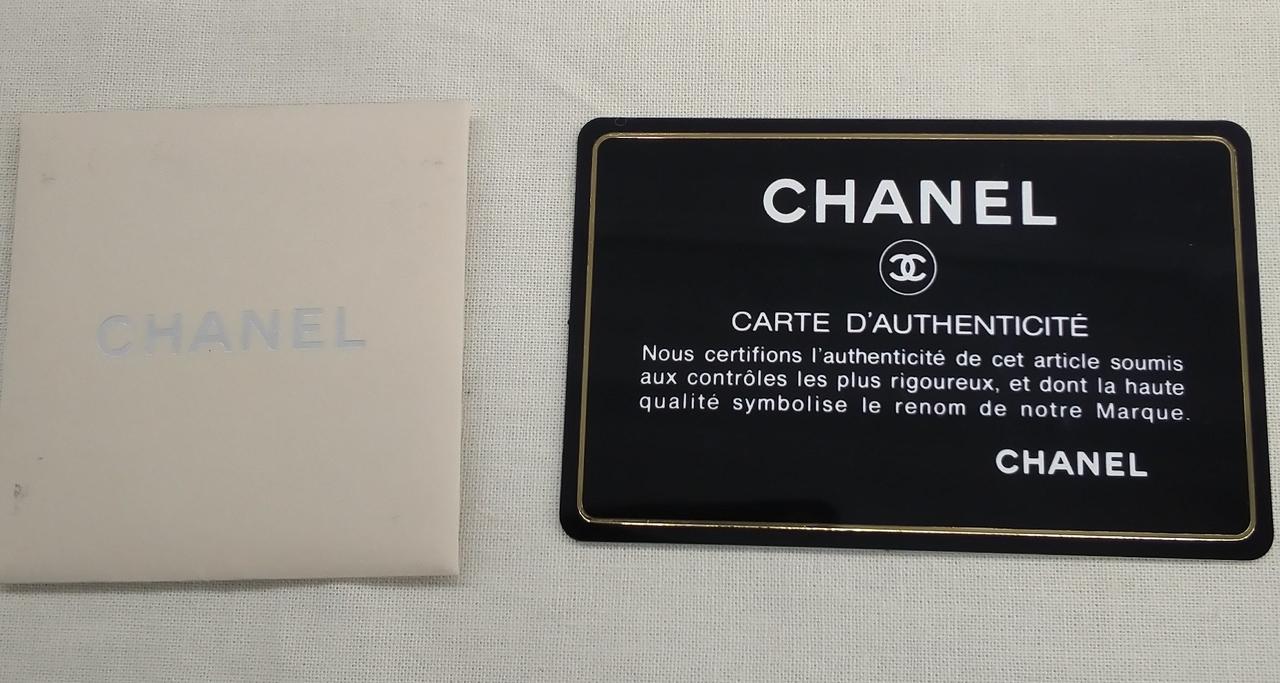 CHANEL
CHANEL
CARTE D'AUTHENTICITÉ
Nous certifions l'authenticité de cet article soumis
aux contrôles les plus rigoureux, et dont la haute
qualité symbolise le renom de notre Marque.
CHANEL